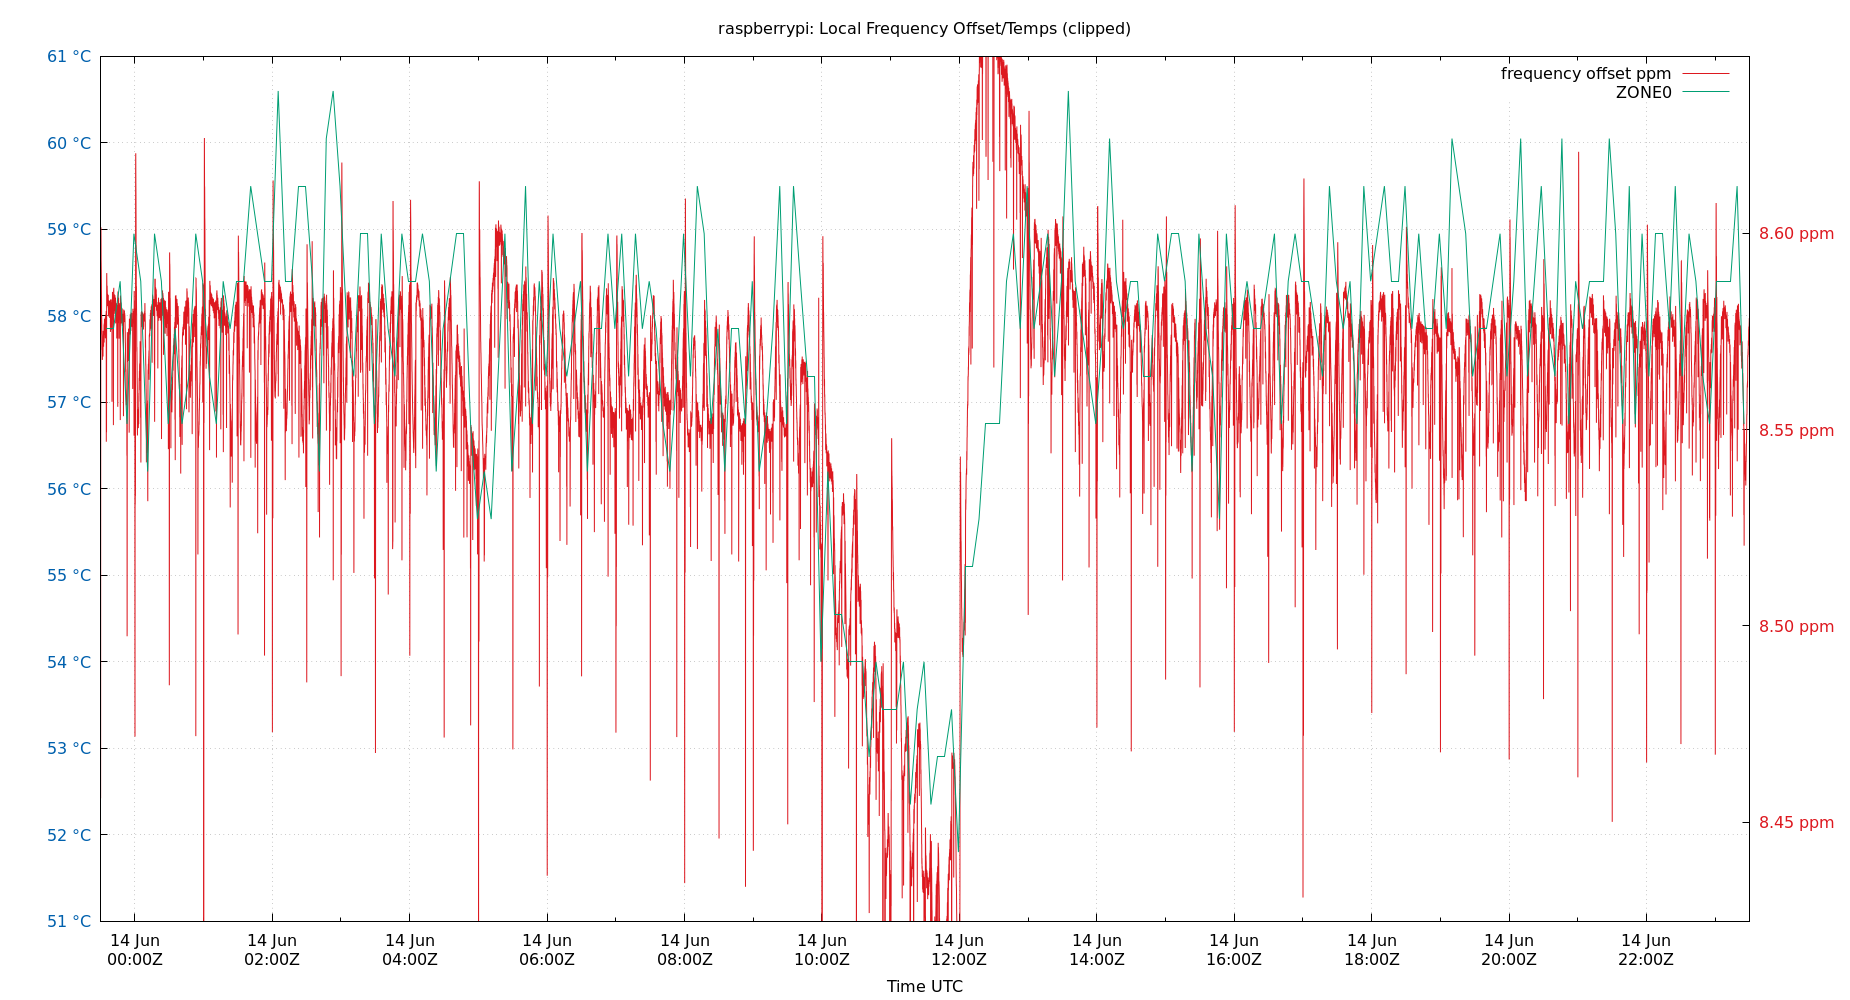 raspberrypi: Local Frequency Offset/Temps (clipped)
61 °C
60 °C
59 °C
58 °C
57 °C
56 °C
55 °C
54 °C
53 °C
52 °C
51 °C
frequency offset ppm
ZONE0
8.60 ppm
8.55 ppm
8.50 ppm
8.45 ppm
14 Jun 14 Jun 14 Jun 14 Jun 14 Jun 14 Jun 14 Jun 14 Jun 14 Jun 14 Jun 14 Jun 14 Jun
00:00Z 02:00Z 04:00Z 06:00Z 08:00Z 10:00Z 12:00Z 14:00Z 16:00Z 18:00Z 20:00Z 22:00Z
Time UTC